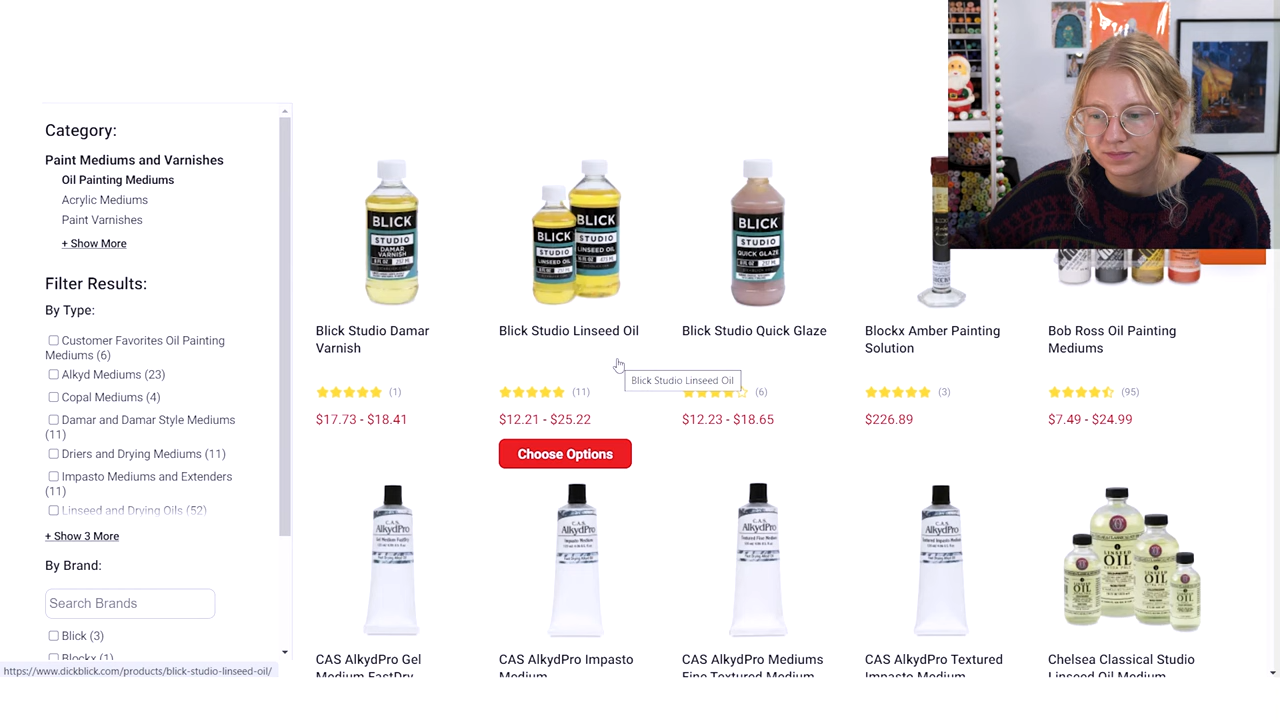 Category:
Paint Mediums and Varnishes
Oil Painting Mediums
Acrylic Mediums
Paint Varnishes
+ Show More
Filter Results:
By Type:
Customer Favorites Oil Painting
Mediums (6)
Alkyd Mediums (23)
Copal Mediums (4)
Damar and Damar Style Mediums
(11)
Driers and Drying Mediums (11)
Impasto Mediums and Extenders
(11)
Linseed and Drying Oils (52)
+ Show 3 More
By Brand:
Search Brands
Blick (3)
Blockx (1)
https://www.dickblick.com/products/blick-studio-linseed-oil/
BLICK
STUDIO
DAMAR
VARNISH
Blick Studio Damar
Varnish
(1)
$17.73 - $18.41
BLICK
STUDIO
LINSEED OIL
BLICK
STUDIO
LINSEED OIL
Blick Studio Linseed Oil
Blick Studio Linseed Oil
(11)
$12.21 - $25.22
Choose Options
BLICK
STUDIO
QUICK GLAZE
Blick Studio Quick Glaze
(6)
$12.23 - $18.65
Blockx Amber Painting
Solution
(3)
$226.89
Bob Ross Oil Painting
Mediums
(95)
$7.49 - $24.99
C.A.S.
AlkydPro
CAS AlkydPro Gel
Medium FastDry
C.A.S.
AlkydPro
CAS AlkydPro Impasto
Medium
C.A.S.
AlkydPro
CAS AlkydPro Mediums
Fine Textured Medium
C.A.S.
AlkydPro
CAS AlkydPro Textured
Impasto Medium
LINSEED
OIL
Chelsea Classical Studio
Linseed Oil Medium